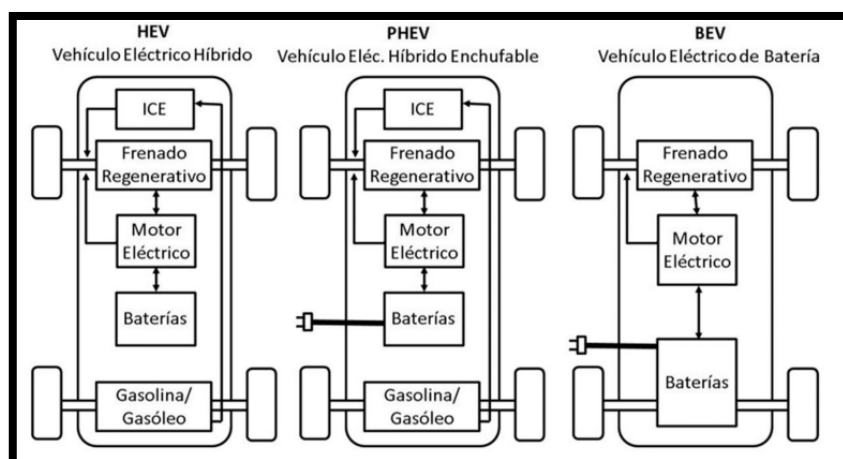 HEV
Vehículo Eléctrico Híbrido
ICE
Frenado
Regenerativo
Motor
Eléctrico
Baterías
Gasolina/
Gasóleo
PHEV
Vehículo Eléc. Híbrido Enchufable
ICE
Frenado
Regenerativo
Motor
Eléctrico
Baterías
Gasolina/
Gasóleo
BEV
Vehículo Eléctrico de Batería
Frenado
Regenerativo
Motor
Eléctrico
Baterías